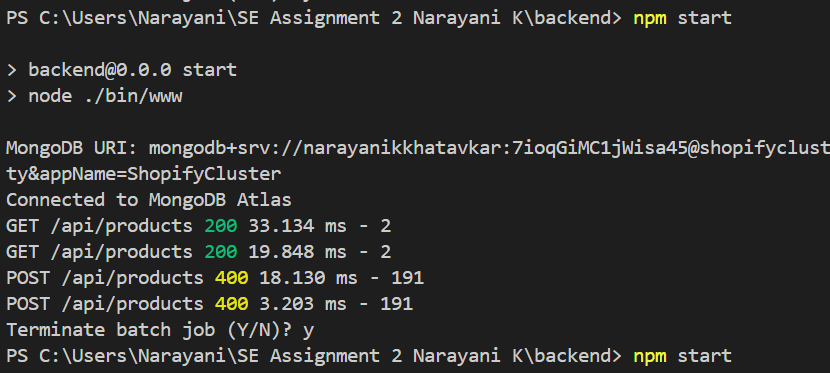 PS C:\Users\Narayani\SE Assignment 2 Narayani K\backend> npm start
> backend@0.0.0 start
> node ./bin/www
MongoDB URI: mongodb+srv://narayanikkhatavkar:7ioqGiMC1jWisa45@shopifyclust
ty&appName=ShopifyCluster
Connected to MongoDB Atlas
GET /api/products 200 33.134 ms - 2
GET /api/products 200 19.848 ms - 2
POST /api/products 400 18.130 ms - 191
POST /api/products 400 3.203 ms - 191
Terminate batch job (Y/N)? y
PS C:\Users\Narayani\SE Assignment 2 Narayani K\backend> npm start